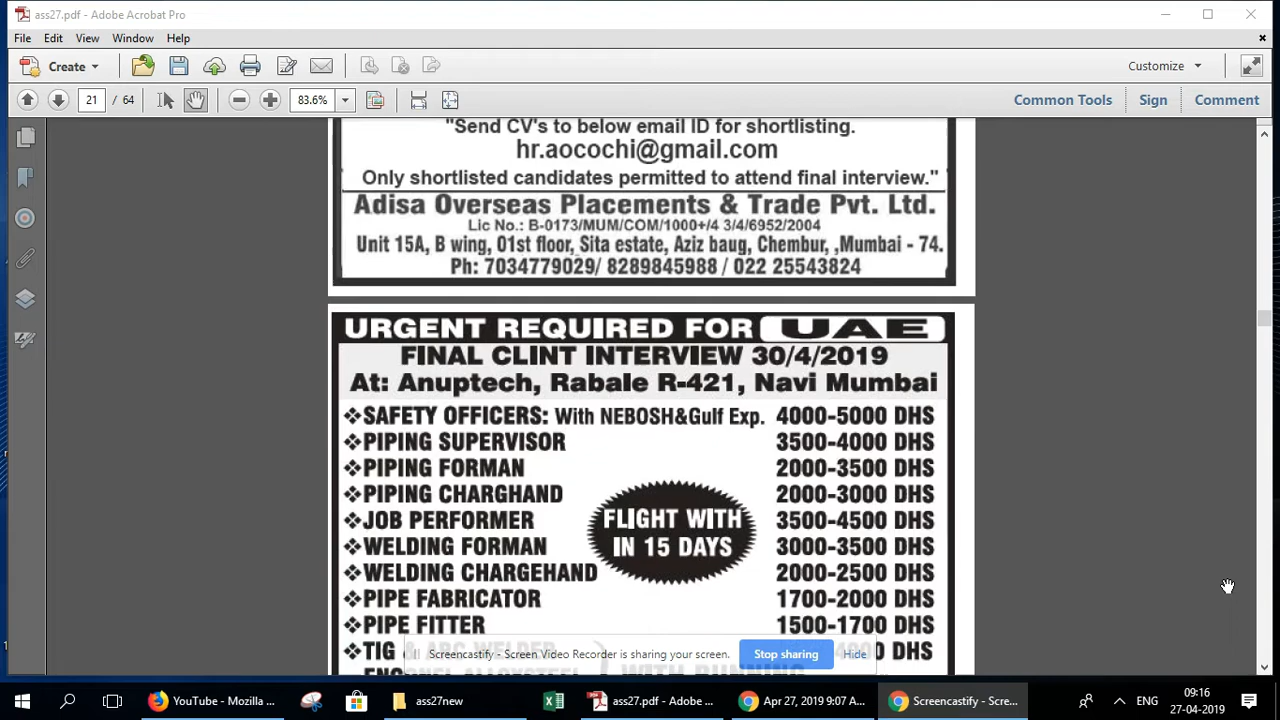 ass27.pdf - Adobe Acrobat Pro
File Edit View Window Help
Create Customize
21 / 64 83.6% Common Tools Sign Comment
"Send CV's to below email ID for shortlisting.
hr.aocochi@gmail.com
Only shortlisted candidates permitted to attend final interview."
Adisa Overseas Placements & Trade Pvt. Ltd.
Lic No.: B-0173/MUM/COM/1000+/4 3/4/6952/2004
Unit 15A, B wing, 01st floor, Sita estate, Aziz baug, Chembur, ,Mumbai - 74.
Ph: 7034779029/ 8289845988 / 022 25543824
URGENT REQUIRED FOR UAE
FINAL CLINT INTERVIEW 30/4/2019
At: Anuptech, Rabale R-421, Navi Mumbai
❖SAFETY OFFICERS: With NEBOSH&Gulf Exp. 4000-5000 DHS
❖PIPING SUPERVISOR 3500-4000 DHS
❖PIPING FORMAN 2000-3500 DHS
❖PIPING CHARGHAND 2000-3000 DHS
FLIGHT WITH
IN 15 DAYS
❖JOB PERFORMER 3500-4500 DHS
❖WELDING FORMAN 3000-3500 DHS
❖WELDING CHARGEHAND 2000-2500 DHS
❖PIPE FABRICATOR 1700-2000 DHS
❖PIPE FITTER 1500-1700 DHS
❖TIG & ARC WELDER DHS
WITH RUNNING
Screencastify - Screen Video Recorder is sharing your screen. Stop sharing Hide
YouTube - Mozilla ... ass27new ass27.pdf - Adobe ... Apr 27, 2019 9:07 A... Screencastify - Scre... ENG 09:16
27-04-2019